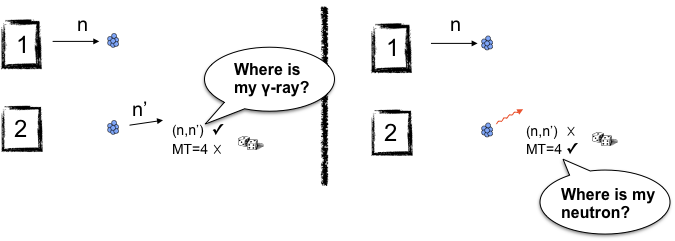 1
n
2
n’
Where is
my γ-ray?
(n,n’) ✓
MT=4 ✗
1
n
2
(n,n’) ✗
MT=4 ✓
Where is my
neutron?